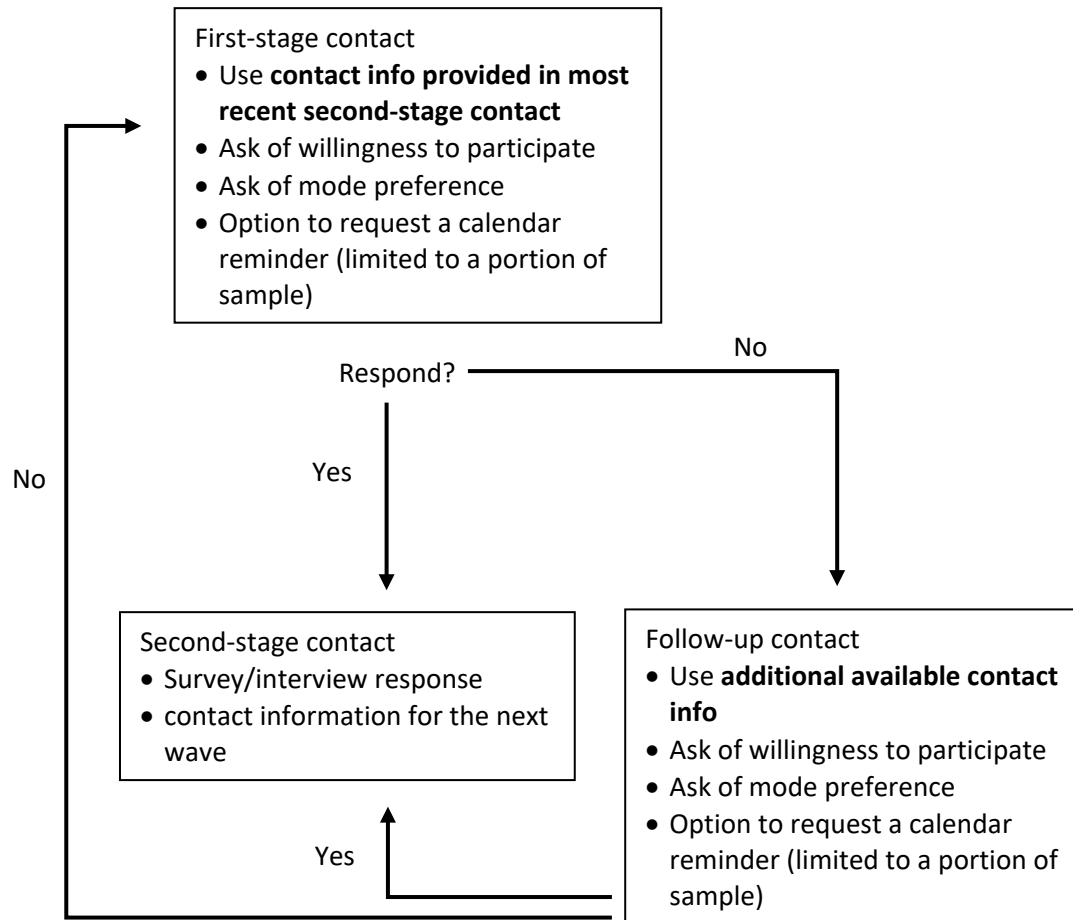 First-stage contact
• Use contact info provided in most
recent second-stage contact
• Ask of willingness to participate
• Ask of mode preference
• Option to request a calendar
reminder (limited to a portion of
sample)
No
Respond?
Yes
No
Second-stage contact
• Survey/interview response
• contact information for the next
wave
Follow-up contact
• Use additional available contact
info
• Ask of willingness to participate
• Ask of mode preference
• Option to request a calendar
reminder (limited to a portion of
sample)
Yes